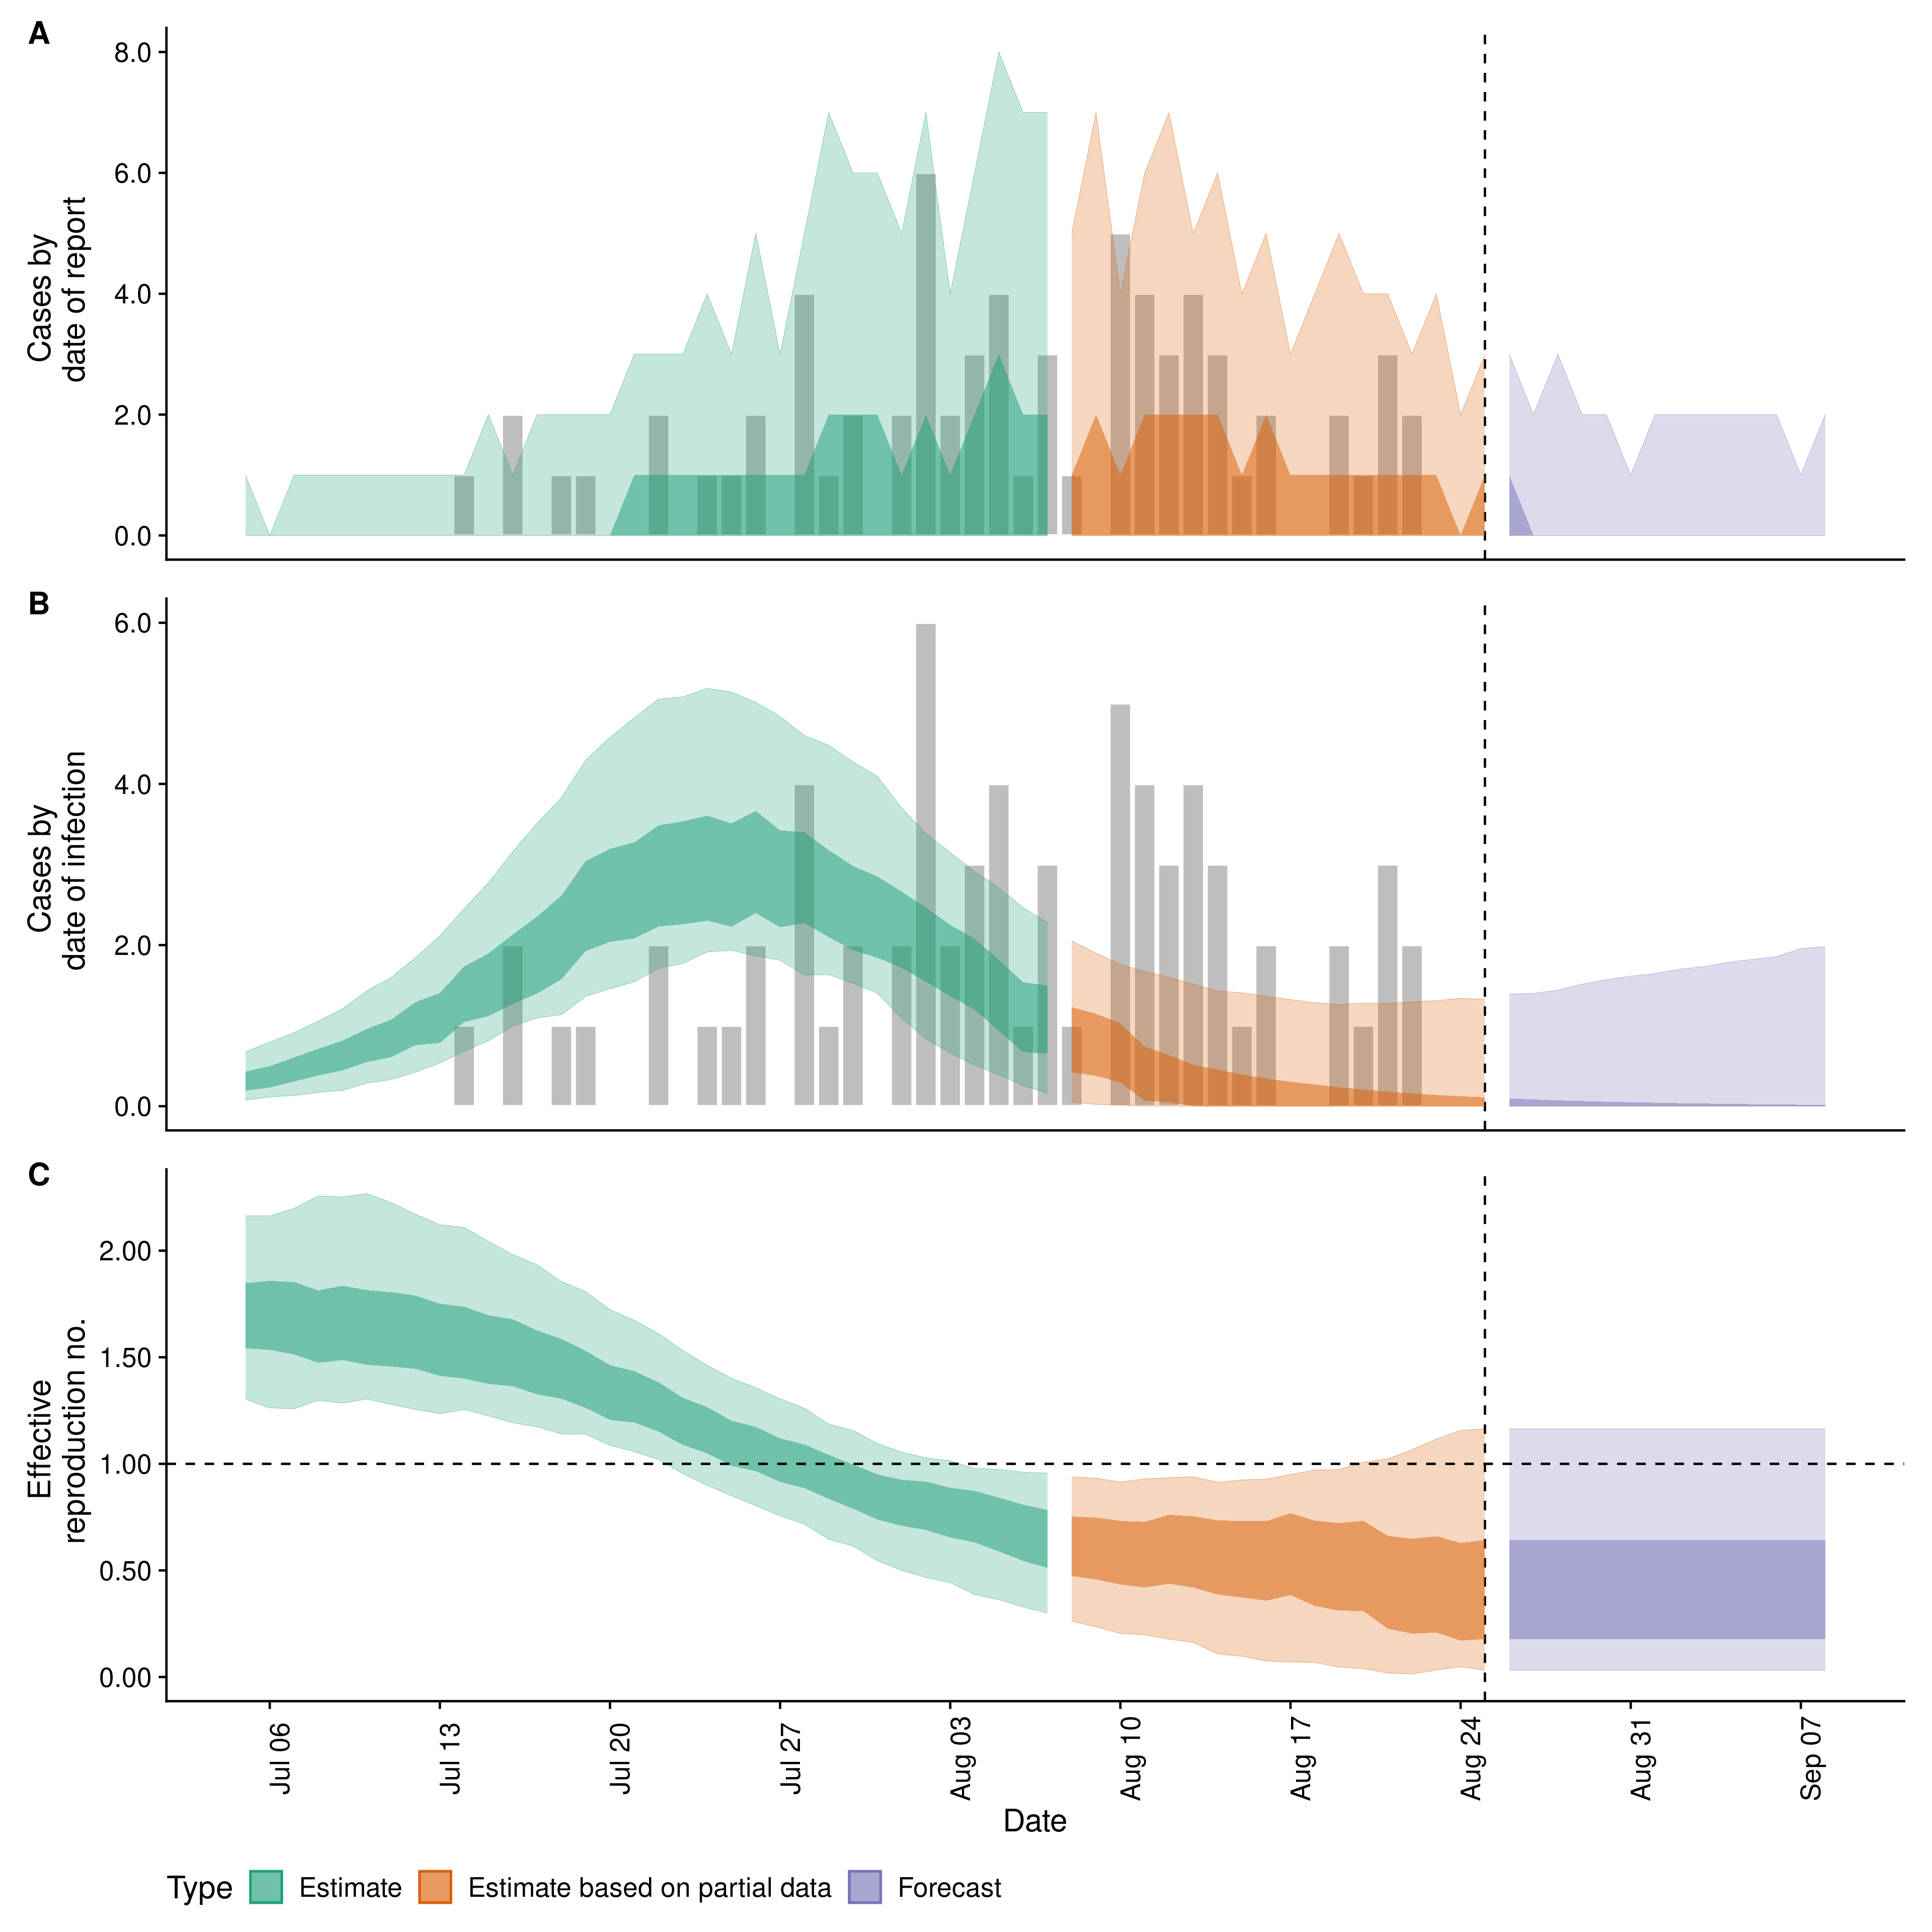 A
8.0
6.0
4.0
2.0
0.0
Cases by
date of report
B
6.0
4.0
2.0
0.0
Cases by
date of infection
C
2.00
1.50
1.00
0.50
0.00
Effective
reproduction no.
Jul 06
Jul 13
Jul 20
Jul 27
Aug 03
Aug 10
Aug 17
Aug 24
Aug 31
Sep 07
Date
Type Estimate Estimate based on partial data Forecast